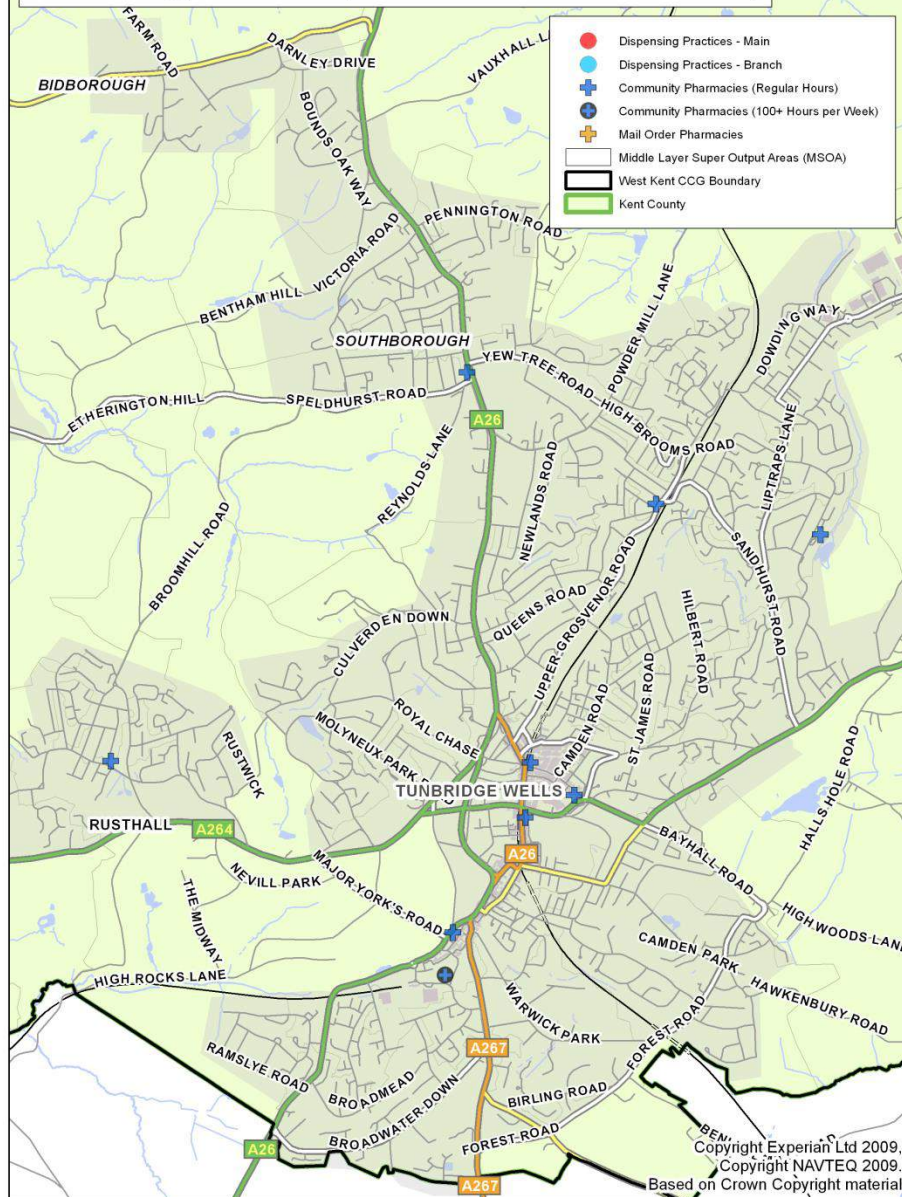 Dispensing Practices - Main
Dispensing Practices - Branch
Community Pharmacies (Regular Hours)
Community Pharmacies (100+ Hours per Week)
Mail Order Pharmacies
Middle Layer Super Output Areas (MSOA)
West Kent CCG Boundary
Kent County
FARM ROAD
DARNLEY DRIVE
BIDBOROUGH
BOUNDS OAK WAY
PENNINGTON ROAD
VICTORIA ROAD
BENTHAM HILL
POWDER MILL LANE
DOWDING WAY
SOUTHBOROUGH
YEW TREE ROAD
HIGH BROOMS ROAD
ETHERINGTON HILL
SPELDHURST ROAD
A26
REYNOLDS LANE
NEWLANDS ROAD
LIPTRAPS LANE
BROOMHILL ROAD
SANDHURST ROAD
UPPER GROSVENOR ROAD
QUEENS ROAD
CULVERDEN DOWN
HILBERT ROAD
ROYAL CHASE
CAMDEN ROAD
ST JAMES ROAD
MOLYNEUX PARK
RUSTWICK
HALLS HOLE ROAD
TUNBRIDGE WELLS
RUSTHALL
A264
A26
BAYHALL ROAD
NEVILL PARK
MAJOR YORK'S ROAD
THE MIDWAY
HIGH WOODS LANE
CAMDEN PARK
HIGH ROCKS LANE
HAWKENBURY ROAD
WARWICK PARK
FOREST ROAD
RAMSLYE ROAD
A267
BROADMEAD
BIRLING ROAD
BROADWATER DOWN
FOREST ROAD
A26
A267
Copyright Experian Ltd 2009,
Copyright NAVTEQ 2009.
Based on Crown Copyright material